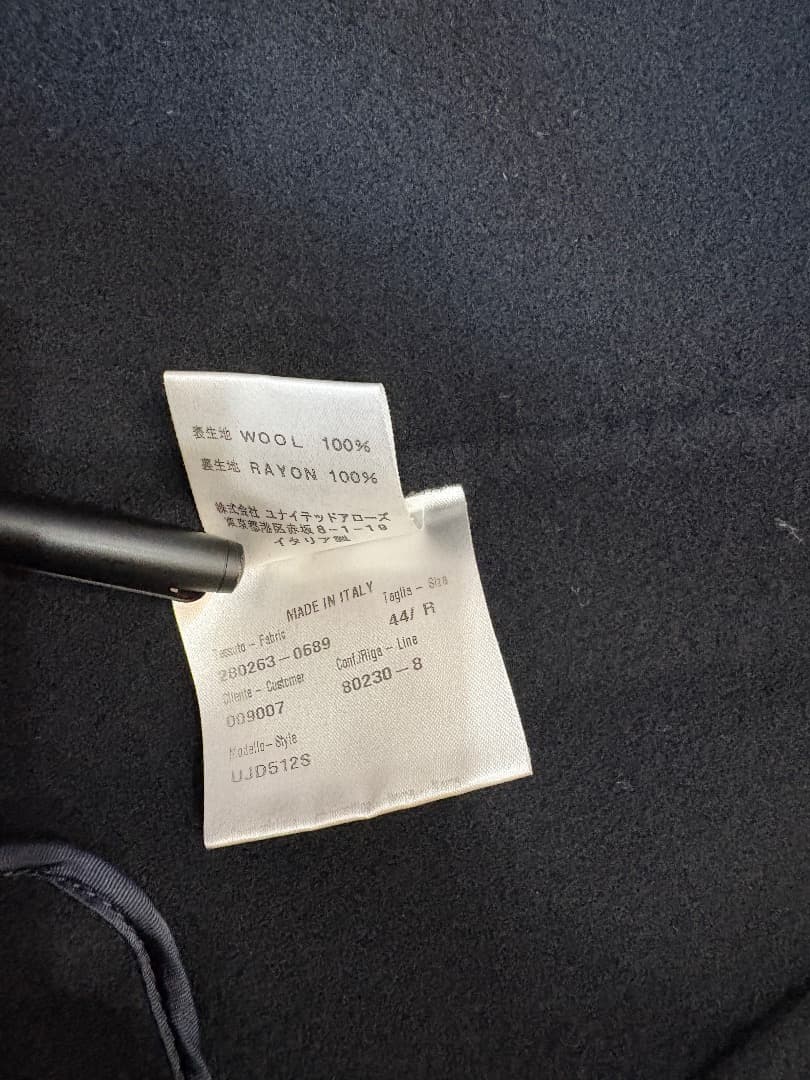 表生地 WOOL 100%
裏生地 RAYON 100%
株式会社 ユナイテッドアローズ
東京都港区赤坂8-1-19
イタリア製
MADE IN ITALY
Taglia - Size
44/ R
Tessuto - Fabric
280263-0689
Conf./Riga - Line
80230-8
Cliente - Customer
009007
Modello - Style
UJD512S